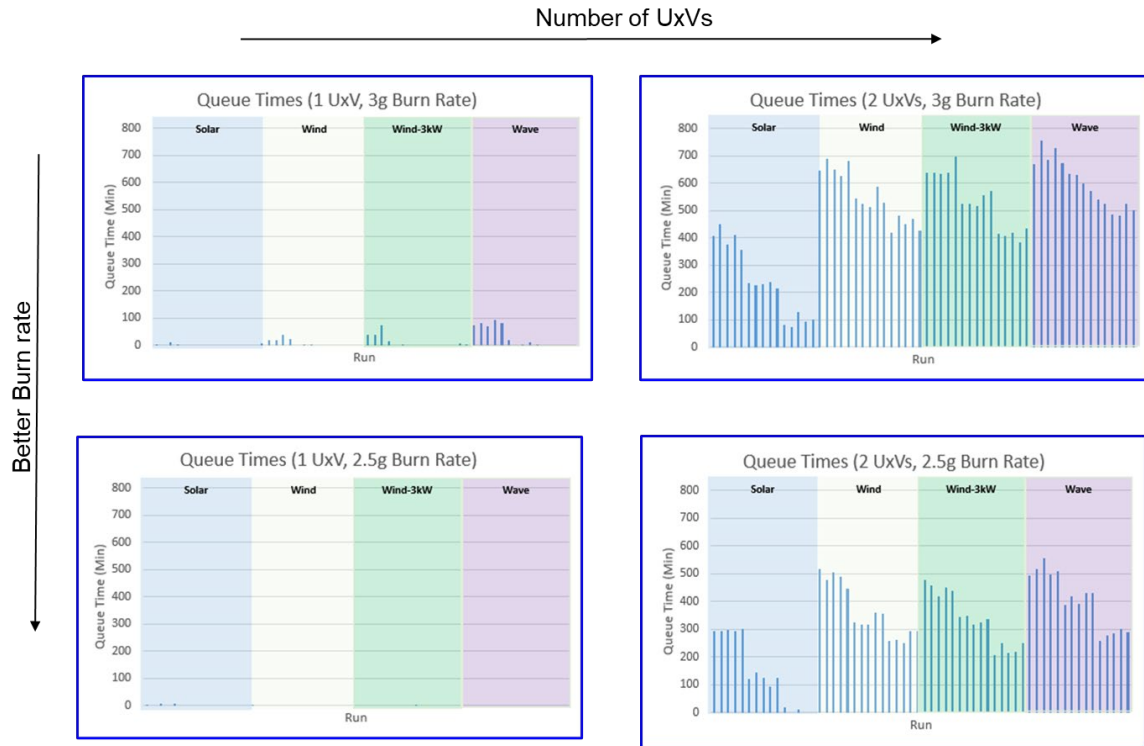 Number of UxVs
Better Burn rate
Queue Times (1 UxV, 3g Burn Rate)
Solar Wind Wind-3kW Wave
800
700
600
500
400
300
200
100
0
Queue Time (Min)
Run
Queue Times (2 UxVs, 3g Burn Rate)
Solar Wind Wind-3kW Wave
800
700
600
500
400
300
200
100
0
Queue Time (Min)
Run
Queue Times (1 UxV, 2.5g Burn Rate)
Solar Wind Wind-3kW Wave
800
700
600
500
400
300
200
100
0
Queue Time (Min)
Run
Queue Times (2 UxVs, 2.5g Burn Rate)
Solar Wind Wind-3kW Wave
800
700
600
500
400
300
200
100
0
Queue Time (Min)
Run